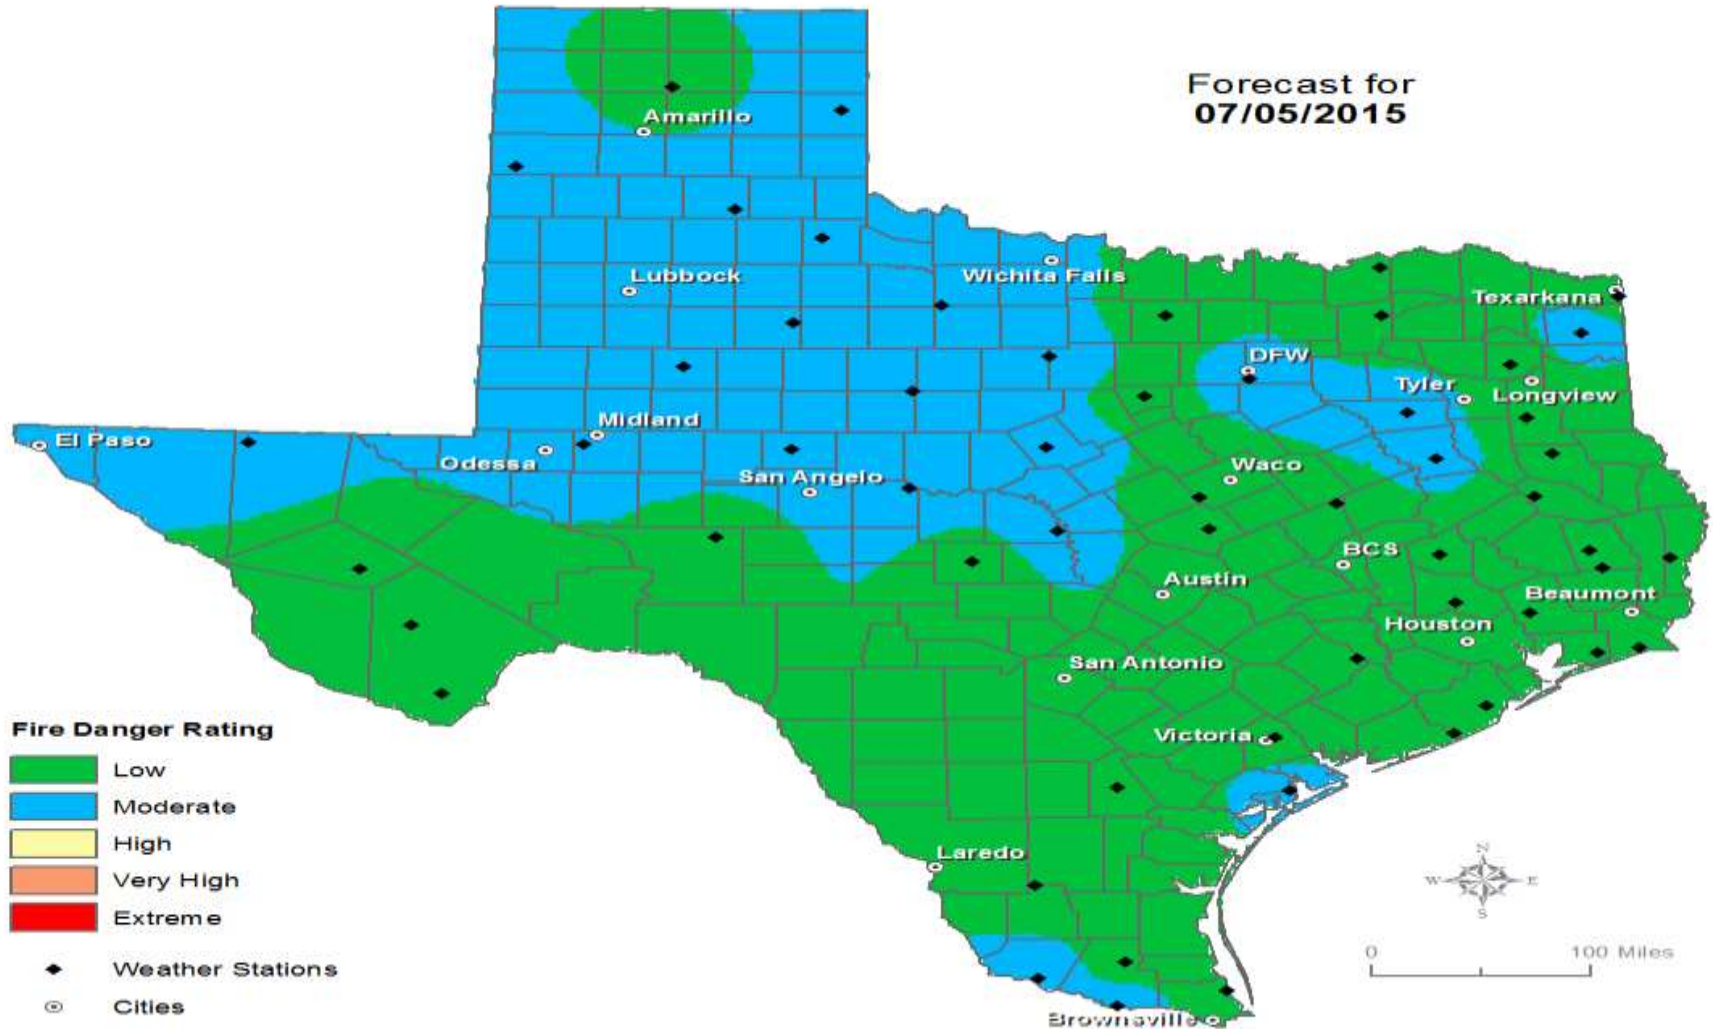 Forecast for
07/05/2015
Amarillo
Lubbock
Wichita Falls
Texarkana
DFW
Tyler
Longview
Midland
El Paso
Odessa
San Angelo
Waco
BCS
Austin
Beaumont
Houston
San Antonio
Victoria
Laredo
Brownsville
Fire Danger Rating
Low
Moderate
High
Very High
Extreme
Weather Stations
Cities
N
W E
S
0 100 Miles